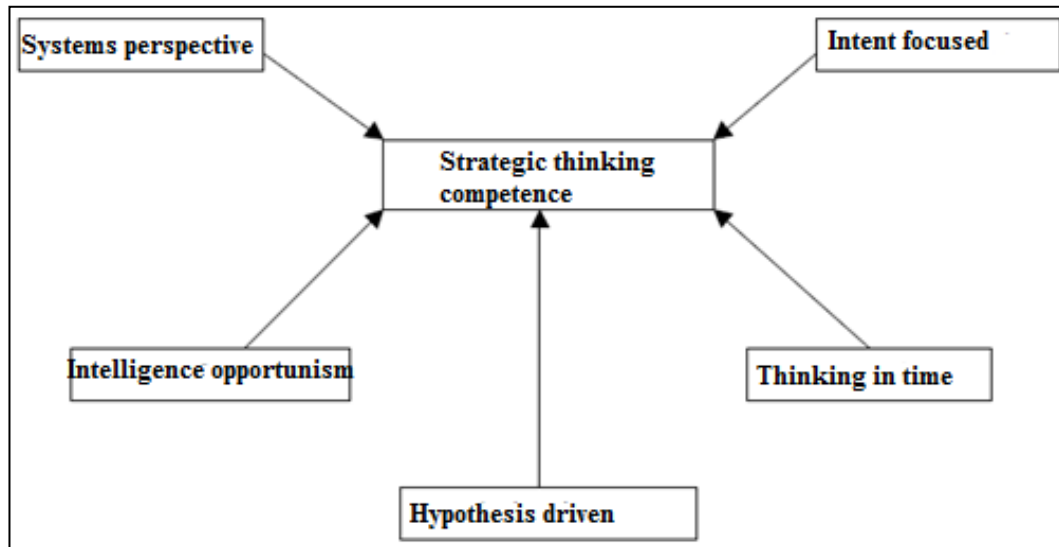 Systems perspective
Intent focused
Strategic thinking
competence
Intelligence opportunism
Thinking in time
Hypothesis driven